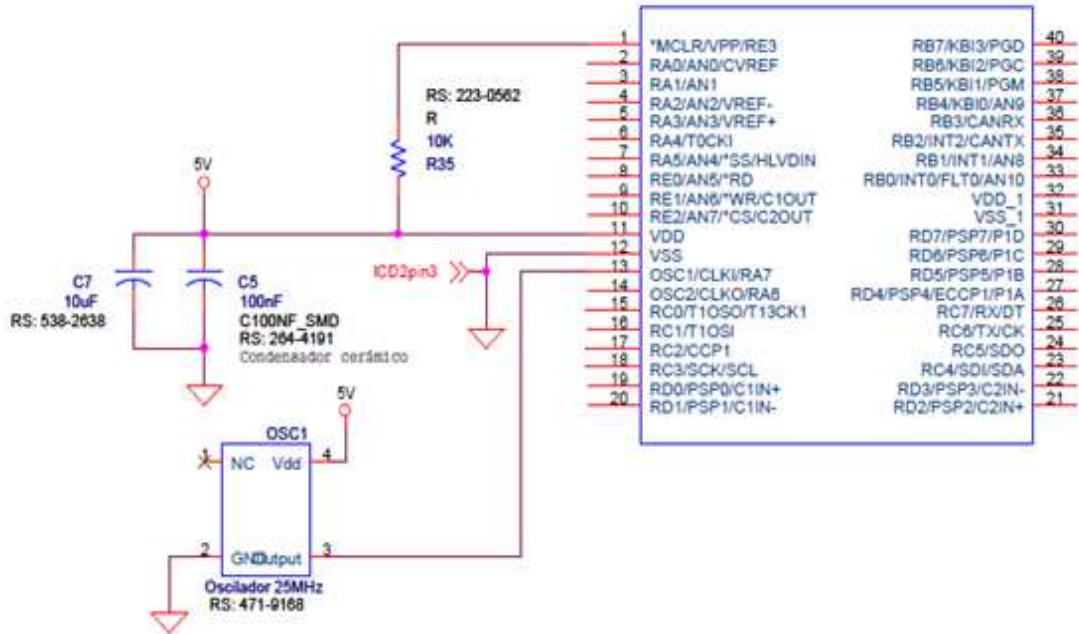 1 *MCLR/VPP/RE3 RB7/KBI3/PGD 40
2 RA0/AN0/CVREF RB6/KBI2/PGC 39
3 RA1/AN1 RB5/KBI1/PGM 38
4 RA2/AN2/VREF- RB4/KBI0/AN9 37
5 RA3/AN3/VREF+ RB3/CANRX 36
6 RA4/T0CKI RB2/INT2/CANTX 35
7 RA5/AN4/*SS/HLVDIN RB1/INT1/AN8 34
8 RE0/AN5/*RD RB0/INT0/FLT0/AN10 33
9 RE1/AN6/*WR/C1OUT VDD_1 32
10 RE2/AN7/*CS/C2OUT VSS_1 31
11 VDD RD7/PSP7/P1D 30
12 VSS RD6/PSP6/P1C 29
13 OSC1/CLKI/RA7 RD5/PSP5/P1B 28
14 OSC2/CLKO/RA6 RD4/PSP4/ECCP1/P1A 27
15 RC0/T1OSO/T13CK1 RC7/RX/DT 26
16 RC1/T1OSI RC6/TX/CK 25
17 RC2/CCP1 RC5/SDO 24
18 RC3/SCK/SCL RC4/SDI/SDA 23
19 RD0/PSP0/C1IN+ RD3/PSP3/C2IN- 22
20 RD1/PSP1/C1IN- RD2/PSP2/C2IN+ 21
RS: 223-0562
R
10K
R35
5V
C7
10uF
RS: 538-2638
C5
100nF
C100NF_SMD
RS: 264-4191
Condensador cerámico
ICD2pin3
5V
OSC1
1 NC Vdd 4
2 GND Output 3
Oscilador 25MHz
RS: 471-9168